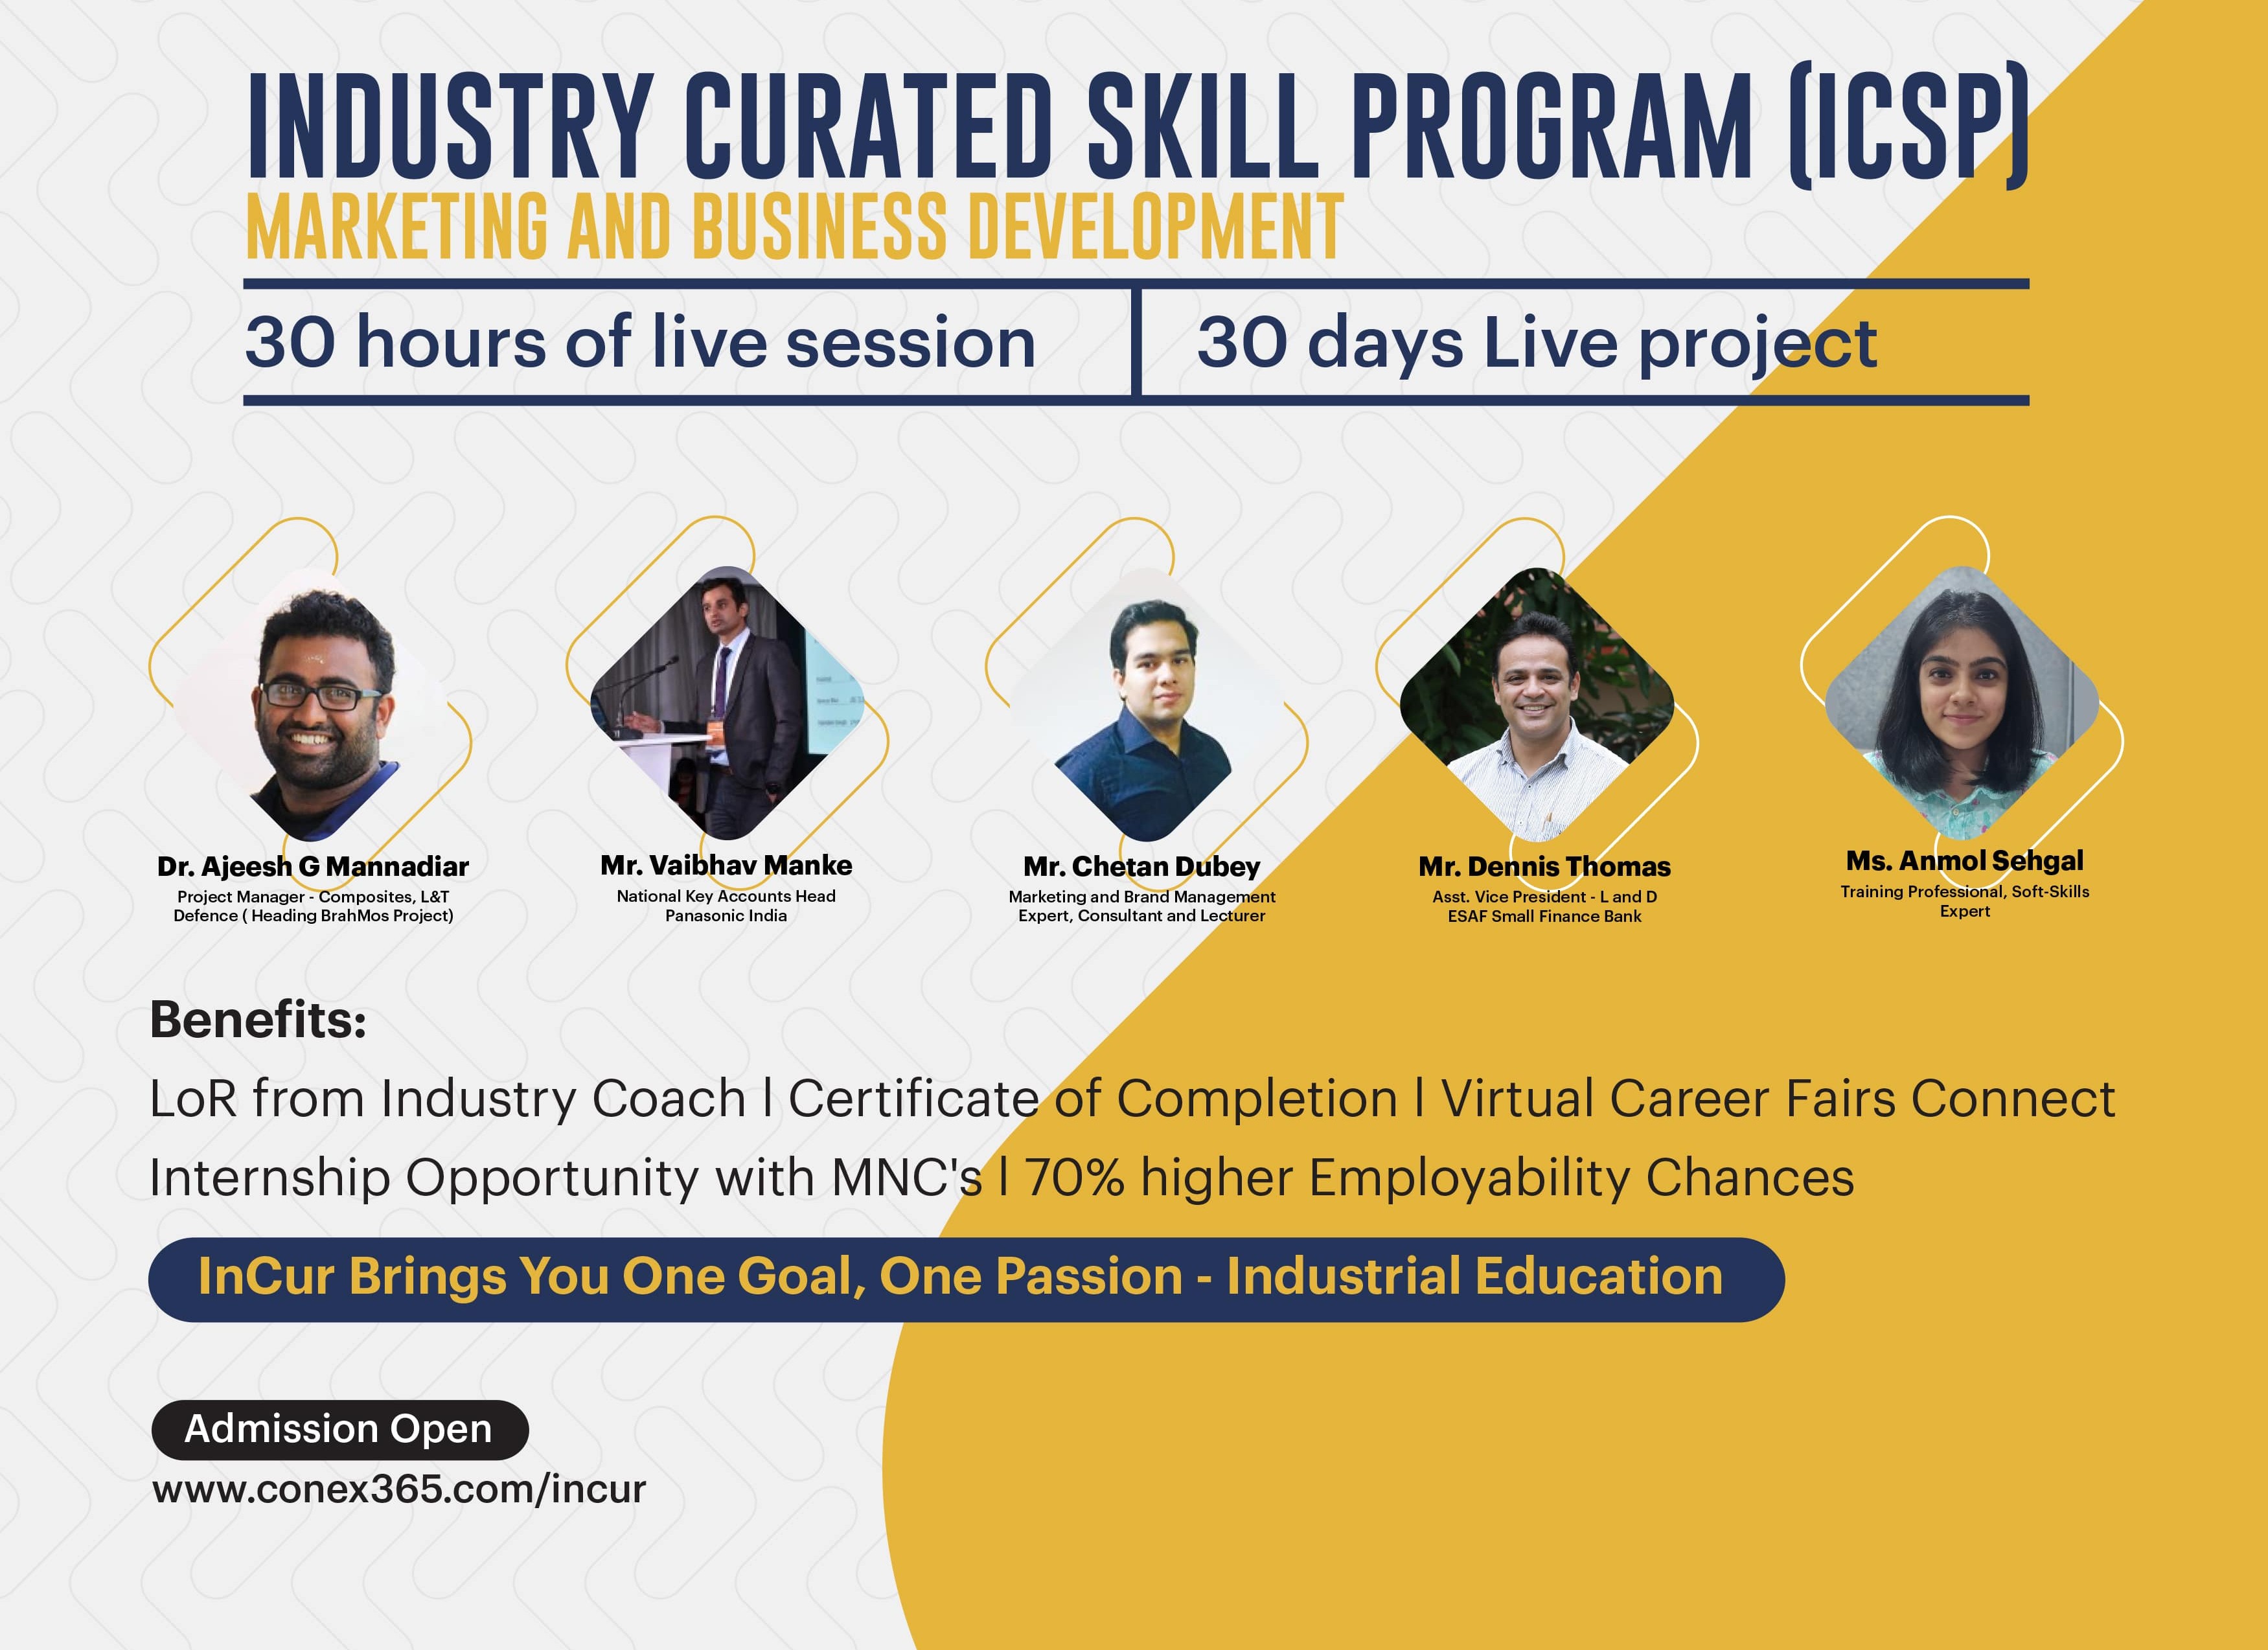 INDUSTRY CURATED SKILL PROGRAM (ICSP)
MARKETING AND BUSINESS DEVELOPMENT
30 hours of live session
30 days Live project
Dr. Ajeesh G Mannadiar
Project Manager - Composites, L&T
Defence ( Heading BrahMos Project)
Mr. Vaibhav Manke
National Key Accounts Head
Panasonic India
Mr. Chetan Dubey
Marketing and Brand Management
Expert, Consultant and Lecturer
Mr. Dennis Thomas
Asst. Vice President - L and D
ESAF Small Finance Bank
Ms. Anmol Sehgal
Training Professional, Soft-Skills
Expert
Benefits:
LoR from Industry Coach l Certificate of Completion l Virtual Career Fairs Connect
Internship Opportunity with MNC's l 70% higher Employability Chances
InCur Brings You One Goal, One Passion - Industrial Education
Admission Open
www.conex365.com/incur